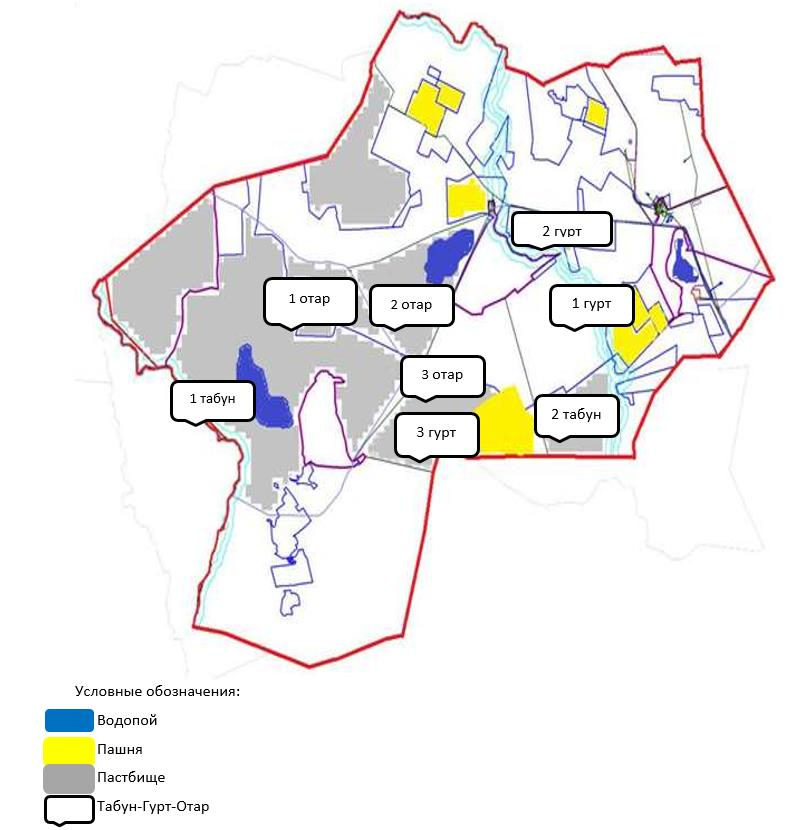 2 гурт
1 отар
2 отар
1 гурт
3 отар
1 табун
2 табун
3 гурт
Условные обозначения:
Водопой
Пашня
Пастбище
Табун-Гурт-Отар